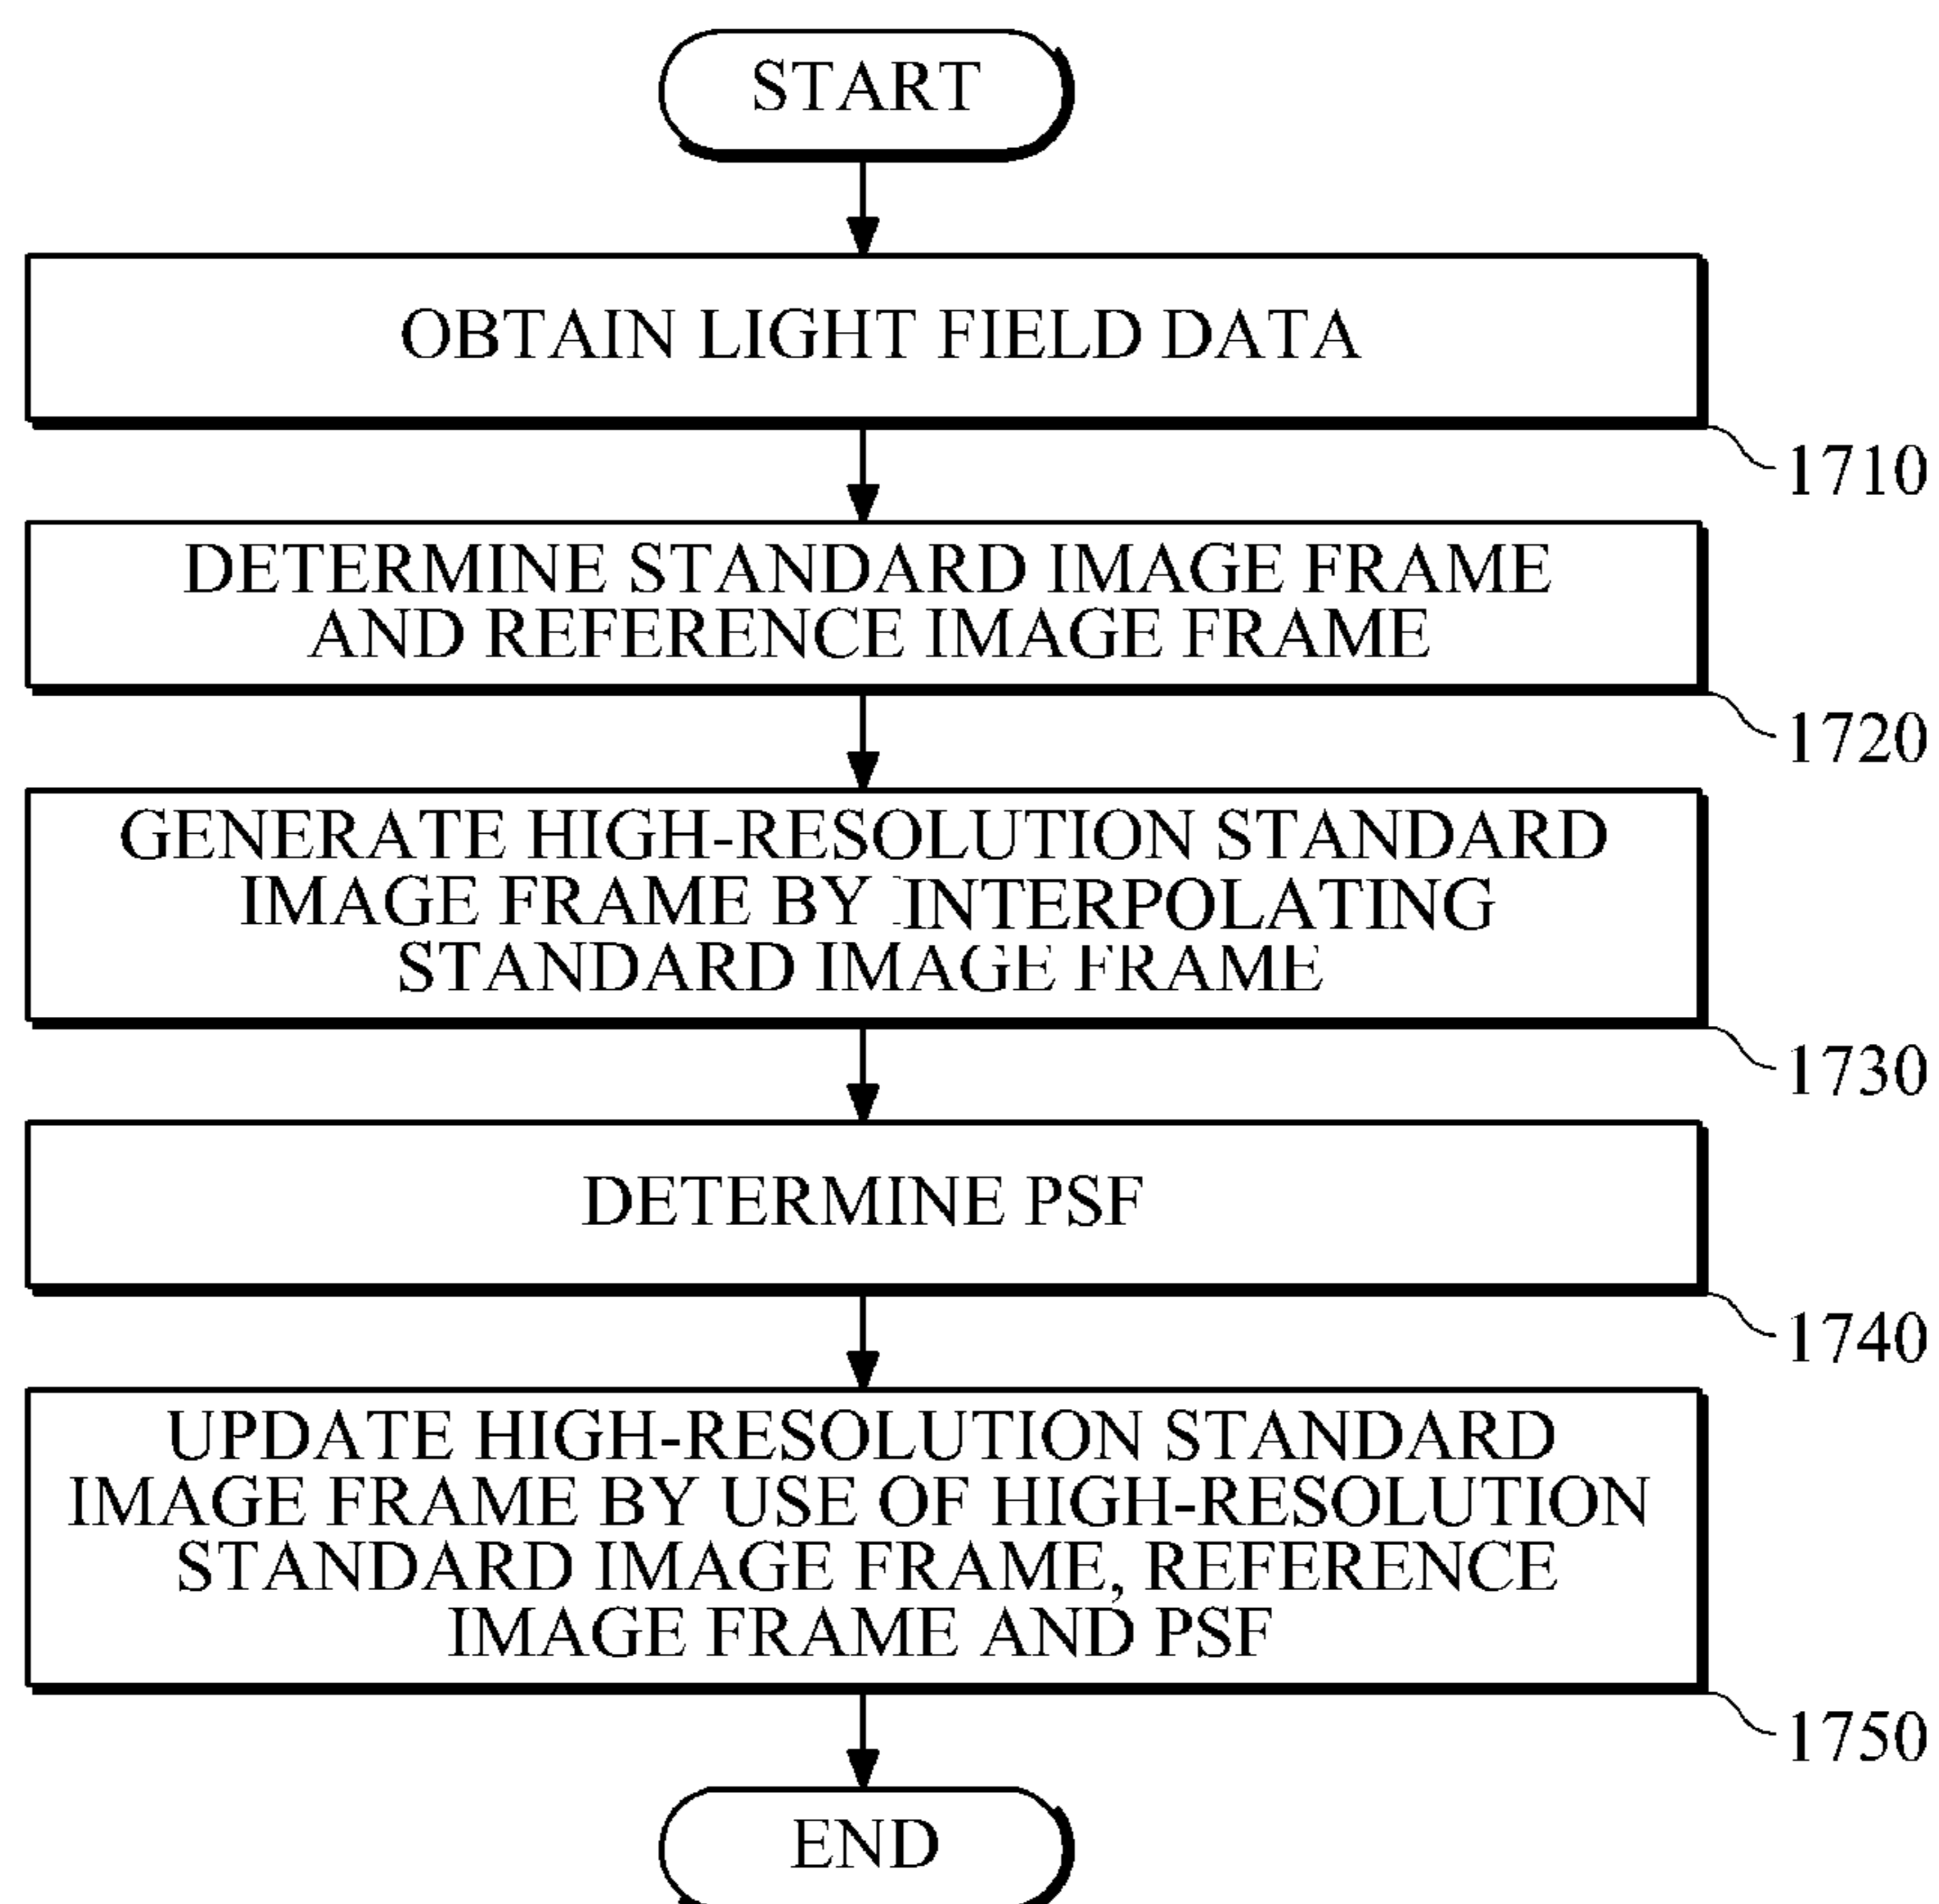 START
OBTAIN LIGHT FIELD DATA
1710
DETERMINE STANDARD IMAGE FRAME
AND REFERENCE IMAGE FRAME
1720
GENERATE HIGH-RESOLUTION STANDARD
IMAGE FRAME BY INTERPOLATING
STANDARD IMAGE FRAME
1730
DETERMINE PSF
1740
UPDATE HIGH-RESOLUTION STANDARD
IMAGE FRAME BY USE OF HIGH-RESOLUTION
STANDARD IMAGE FRAME, REFERENCE
IMAGE FRAME AND PSF
1750
END